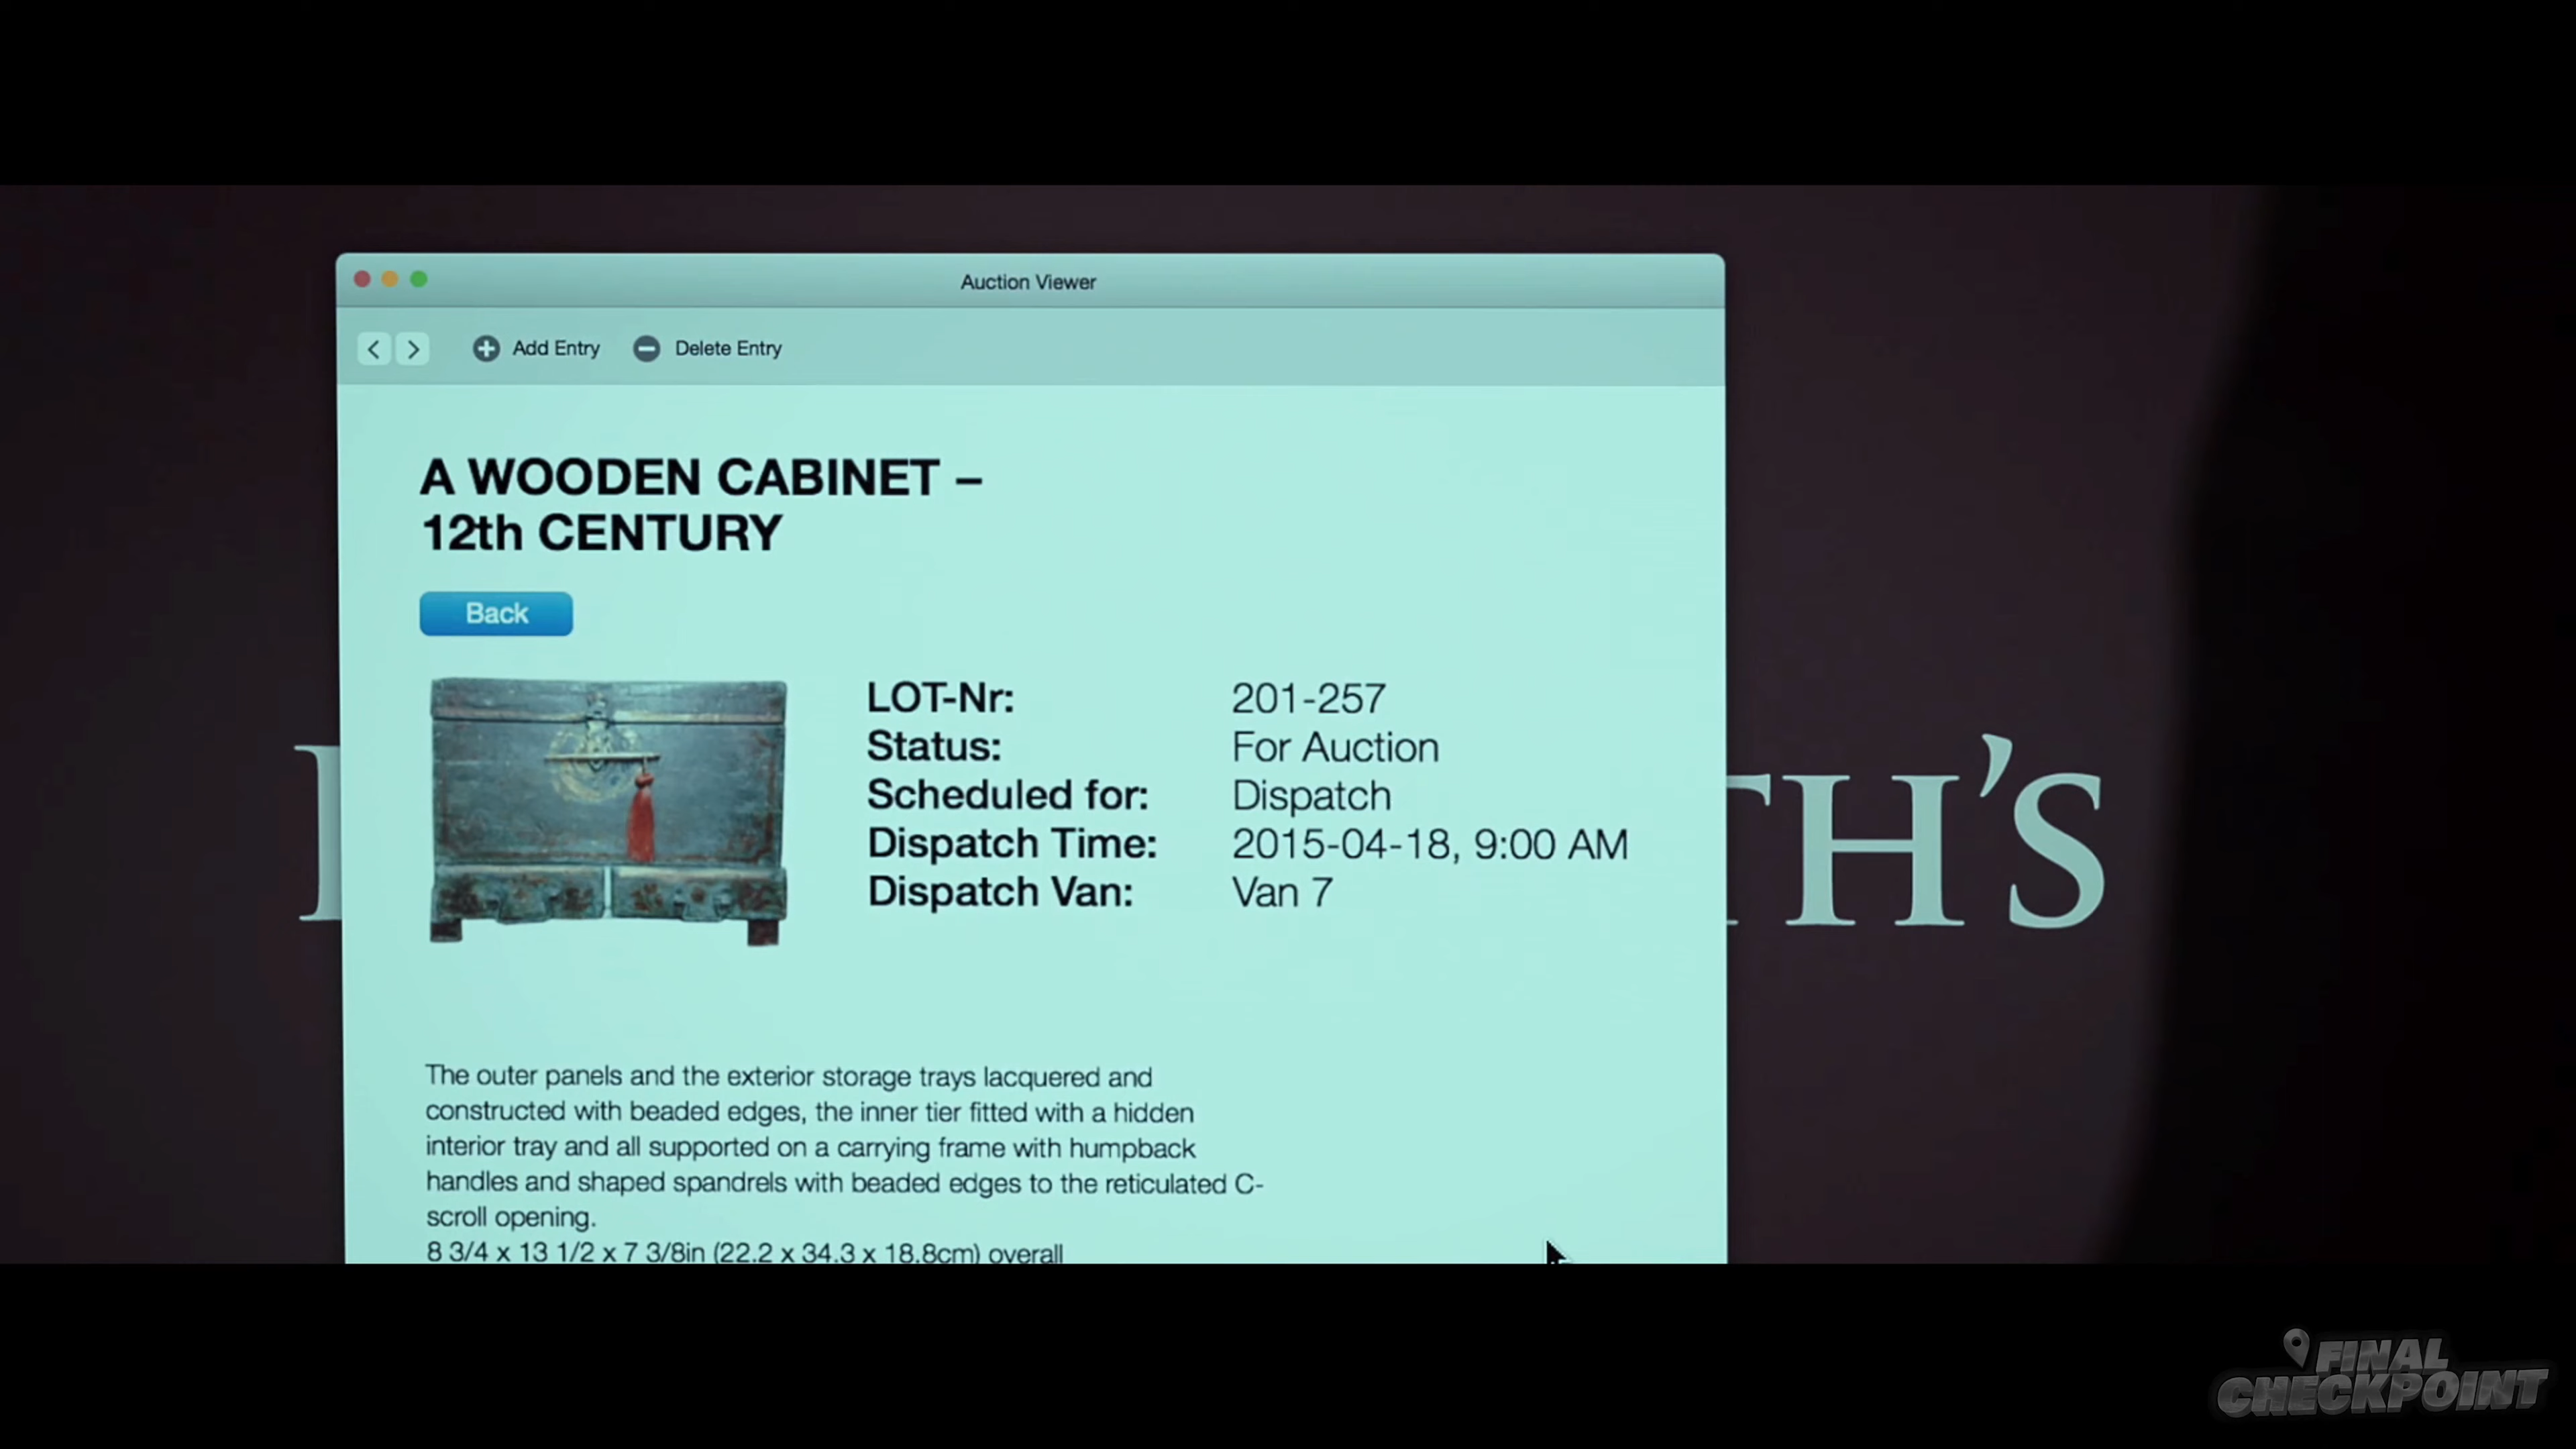 Auction Viewer
Add Entry
Delete Entry
A WOODEN CABINET –
12th CENTURY
Back
LOT-Nr: 201-257
Status: For Auction
Scheduled for: Dispatch
Dispatch Time: 2015-04-18, 9:00 AM
Dispatch Van: Van 7
TH'S
The outer panels and the exterior storage trays lacquered and
constructed with beaded edges, the inner tier fitted with a hidden
interior tray and all supported on a carrying frame with humpback
handles and shaped spandrels with beaded edges to the reticulated C-
scroll opening.
8 3/4 x 13 1/2 x 7 3/8in (22.2 x 34.3 x 18.8cm) overall
FINAL
CHECKPOINT